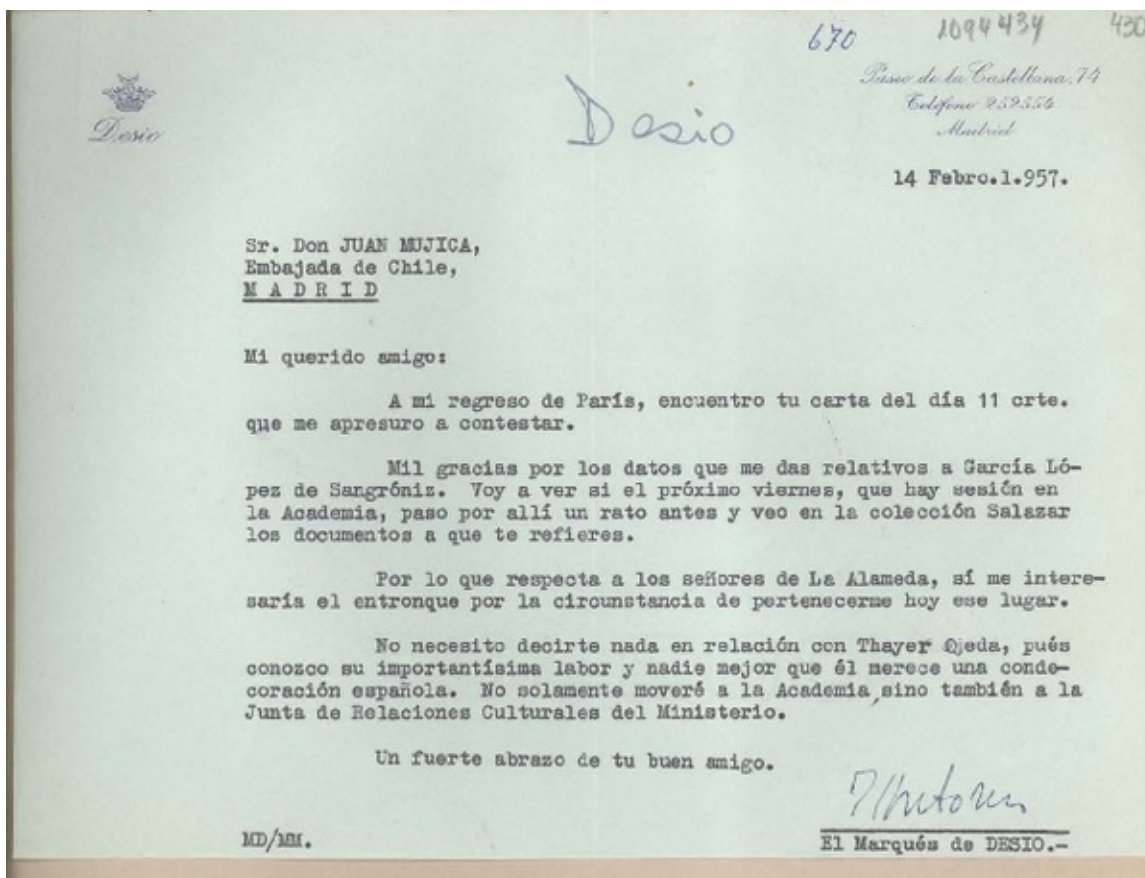 670 1094434 430
Desio
Paseo de la Castellana, 74
Teléfono 252554
Madrid
Desio
14 Febro.1.957.
Sr. Don JUAN MUJICA,
Embajada de Chile,
M A D R I D
Mi querido amigo:
A mi regreso de París, encuentro tu carta del día 11 crte.
que me apresuro a contestar.
Mil gracias por los datos que me das relativos a García Ló-
pez de Sangróniz. Voy a ver si el próximo viernes, que hay sesión en
la Academia, paso por allí un rato antes y veo en la colección Salazar
los documentos a que te refieres.
Por lo que respecta a los señores de La Alameda, sí me intere-
saría el entronque por la circunstancia de pertenecerme hoy ese lugar.
No necesito decirte nada en relación con Thayer Ojeda, pués
conozco su importantísima labor y nadie mejor que él merece una conde-
coración española. No solamente moveré a la Academia, sino también a la
Junta de Relaciones Culturales del Ministerio.
Un fuerte abrazo de tu buen amigo.
MD/MM.
El Marqués de DESIO.-